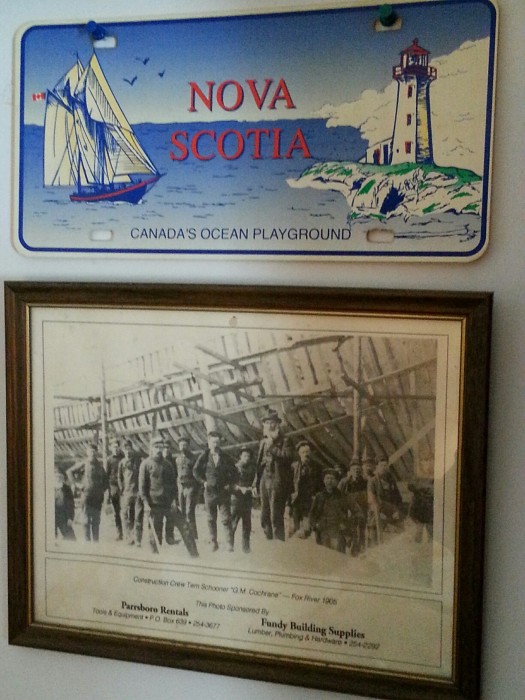 NOVA
SCOTIA
CANADA'S OCEAN PLAYGROUND
Construction Crew Tern Schooner "G.M. Cochrane" — Fox River 1905
This Photo Sponsored By
Parrsboro Rentals
Tools & Equipment • P.O. Box 639 • 254-3677
Fundy Building Supplies
Lumber, Plumbing & Hardware • 254-2292